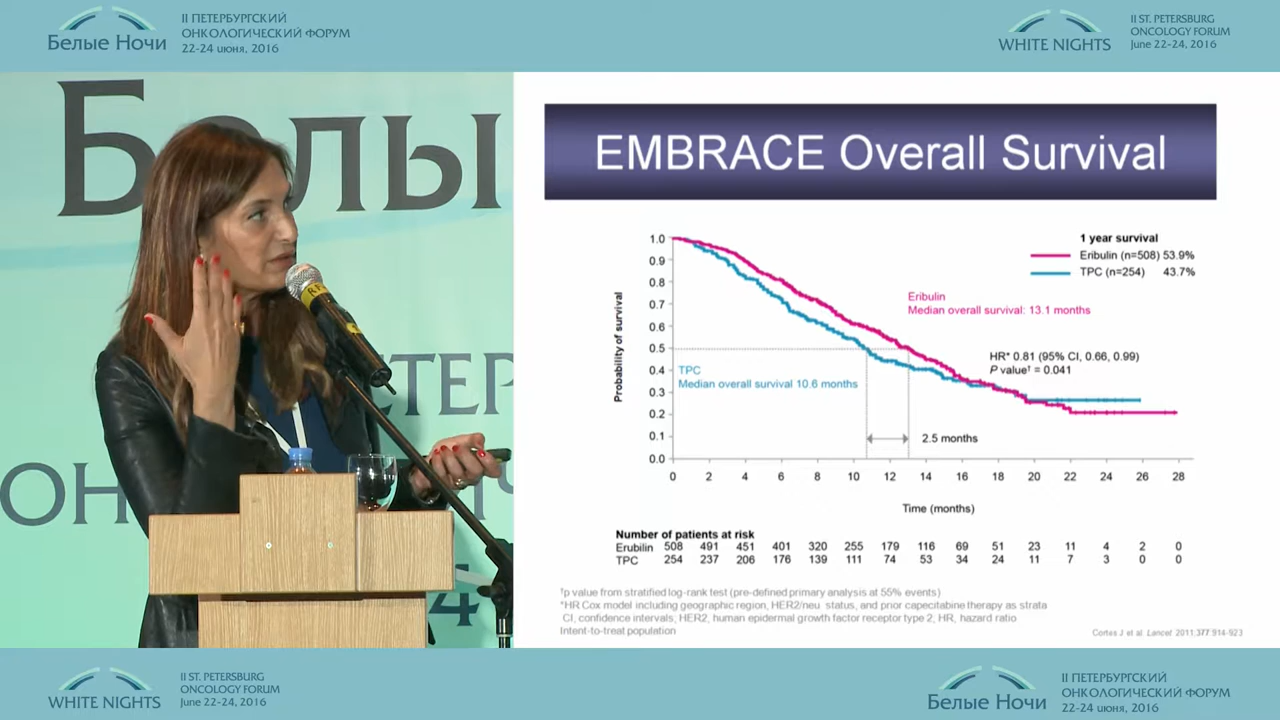 Белые Ночи
II ПЕТЕРБУРГСКИЙ
ОНКОЛОГИЧЕСКИЙ ФОРУМ
22-24 июня, 2016
WHITE NIGHTS
II ST. PETERSBURG
ONCOLOGY FORUM
June 22-24, 2016
Белы
ТЕР
ОН
4
EMBRACE Overall Survival
1 year survival
Eribulin (n=508) 53.9%
TPC (n=254) 43.7%
Eribulin
Median overall survival: 13.1 months
HR* 0.81 (95% CI, 0.66, 0.99)
P value† = 0.041
TPC
Median overall survival 10.6 months
2.5 months
Probability of survival
1.0
0.9
0.8
0.7
0.6
0.5
0.4
0.3
0.2
0.1
0.0
0 2 4 6 8 10 12 14 16 18 20 22 24 26 28
Time (months)
Number of patients at risk
Erubilin 508 491 451 401 320 255 179 116 69 51 23 11 4 2 0
TPC 254 237 206 176 139 111 74 53 34 24 11 7 3 0 0
†p value from stratified log-rank test (pre-defined primary analysis at 55% events)
*HR Cox model including geographic region, HER2/neu status, and prior capecitabine therapy as strata
CI, confidence intervals; HER2, human epidermal growth factor receptor type 2; HR, hazard ratio
Intent-to-treat population
Cortes J et al. Lancet 2011;377:914-923
WHITE NIGHTS
II ST. PETERSBURG
ONCOLOGY FORUM
June 22-24, 2016
Белые Ночи
II ПЕТЕРБУРГСКИЙ
ОНКОЛОГИЧЕСКИЙ ФОРУМ
22-24 июня, 2016